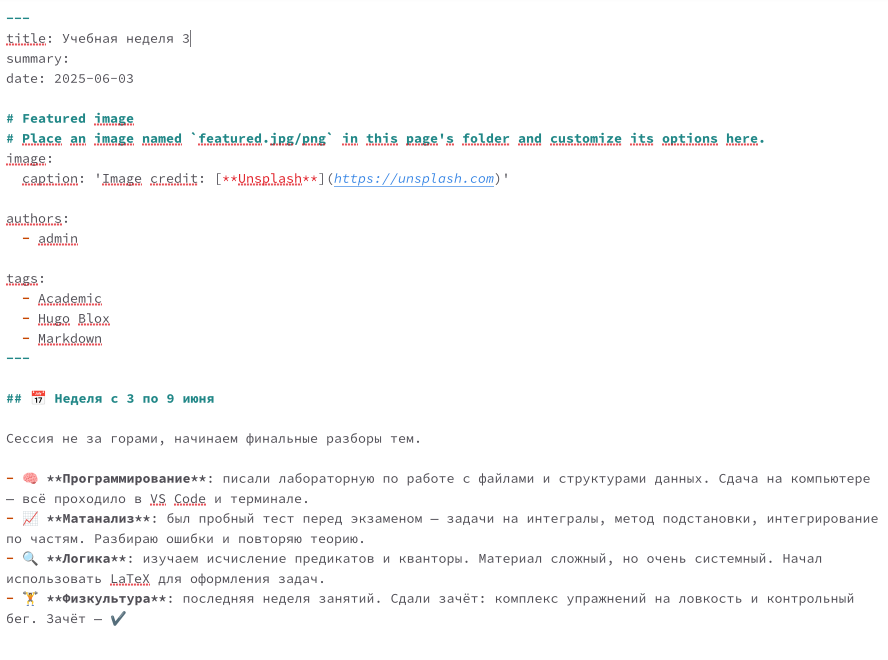 ---
title: Учебная неделя 3
summary:
date: 2025-06-03

# Featured image
# Place an image named `featured.jpg/png` in this page's folder and customize its options here.
image:
  caption: 'Image credit: [**Unsplash**](https://unsplash.com)'

authors:
  - admin

tags:
  - Academic
  - Hugo Blox
  - Markdown
---

## 📅 Неделя с 3 по 9 июня

Сессия не за горами, начинаем финальные разборы тем.

- 🧠 **Программирование**: писали лабораторную по работе с файлами и структурами данных. Сдача на компьютере
— всё проходило в VS Code и терминале.
- 📈 **Матанализ**: был пробный тест перед экзаменом — задачи на интегралы, метод подстановки, интегрирование
по частям. Разбираю ошибки и повторяю теорию.
- 🔍 **Логика**: изучаем исчисление предикатов и кванторы. Материал сложный, но очень системный. Начал
использовать LaTeX для оформления задач.
- 🏋️ **Физкультура**: последняя неделя занятий. Сдали зачёт: комплекс упражнений на ловкость и контрольный
бег. Зачёт — ✔️